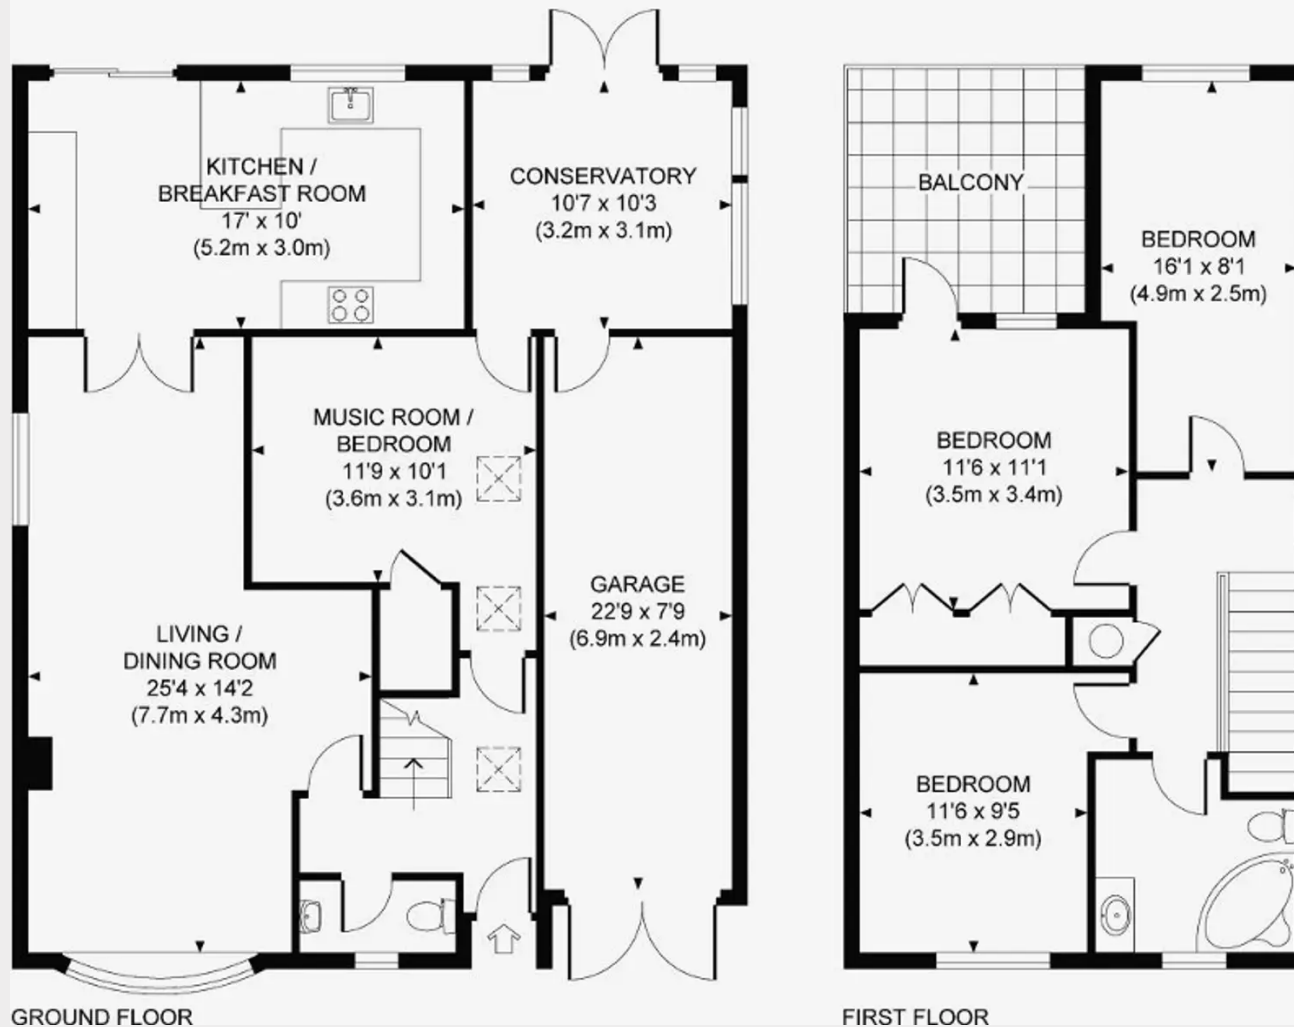 KITCHEN /
BREAKFAST ROOM
17' x 10'
(5.2m x 3.0m)
CONSERVATORY
10'7 x 10'3
(3.2m x 3.1m)
MUSIC ROOM /
BEDROOM
11'9 x 10'1
(3.6m x 3.1m)
LIVING /
DINING ROOM
25'4 x 14'2
(7.7m x 4.3m)
GARAGE
22'9 x 7'9
(6.9m x 2.4m)
GROUND FLOOR
BALCONY
BEDROOM
16'1 x 8'1
(4.9m x 2.5m)
BEDROOM
11'6 x 11'1
(3.5m x 3.4m)
BEDROOM
11'6 x 9'5
(3.5m x 2.9m)
FIRST FLOOR